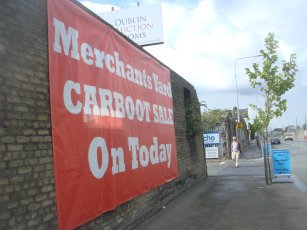 DUBLIN
AUCTION
ROOMS
Merchants Yard
CARBOOT SALE
On Today